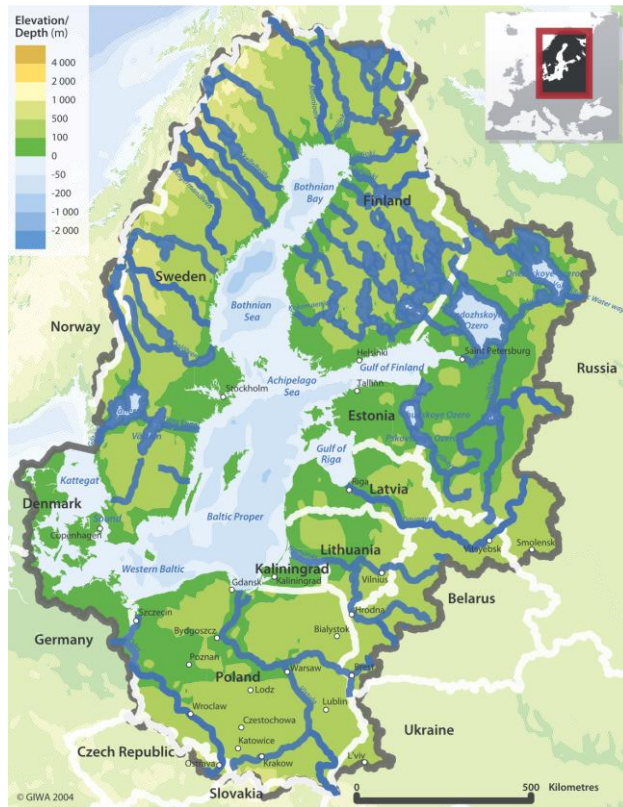 Elevation/
Depth (m)
4 000
2 000
1 000
500
100
0
-50
-200
-1 000
-2 000
Bothnian
Bay
Finland
Sweden
Bothnian
Sea
Norway
Ozero
Helsinki
Saint Petersburg
Gulf of Finland
Achipelago
Sea
Stockholm
Tallinn
Russia
Estonia
Gulf of
Riga
Kattegat
Riga
Latvia
Denmark
Sound
Baltic Proper
Copenhagen
Smolensk
Lithuania
Western Baltic
Kaliningrad
Kaliningrad
Vilnius
Gdansk
Belarus
Szczecin
Hrodna
Germany
Bydgoszcz
Bialystok
Poznan
Warsaw
Brest
Poland
Lodz
Wroclaw
Lublin
Czestochowa
Ukraine
Katowice
Czech Republic
Ostrava
Krakow
L'viv
Slovakia
© GIWA 2004
0
500
Kilometres